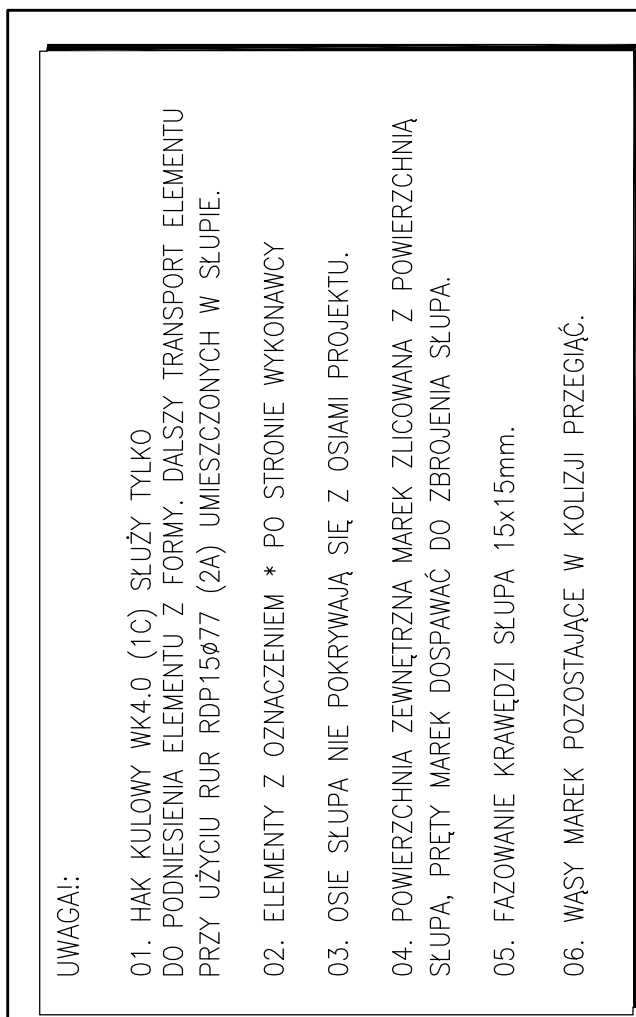 UWAGA!:
01. HAK KULOWY WK4.0 (1C) SŁUŻY TYLKO
DO PODNIESIENIA ELEMENTU Z FORMY. DALSZY TRANSPORT ELEMENTU
PRZY UŻYCIU RUR RDP15ø77 (2A) UMIESZCZONYCH W SŁUPIE.
02. ELEMENTY Z OZNACZENIEM * PO STRONIE WYKONAWCY
03. OSIE SŁUPA NIE POKRYWAJĄ SIĘ Z OSIAMI PROJEKTU.
04. POWIERZCHNIA ZEWNĘTRZNA MAREK ZLICOWANA Z POWIERZCHNIĄ
SŁUPA, PRĘTY MAREK DOSPAWAĆ DO ZBROJENIA SŁUPA.
05. FAZOWANIE KRAWĘDZI SŁUPA 15x15mm.
06. WĄSY MAREK POZOSTAJĄCE W KOLIZJI PRZEGIĄĆ.